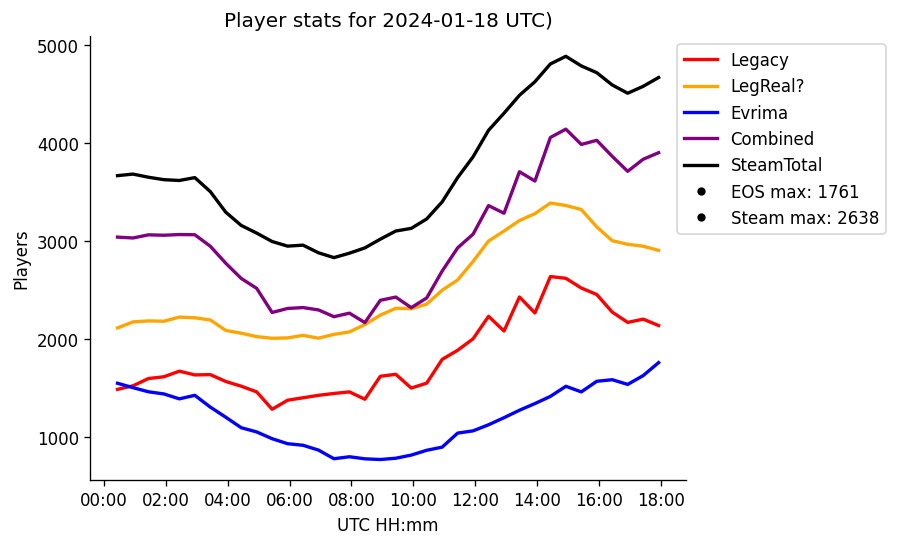 Player stats for 2024-01-18 UTC)
5000
4000
3000
2000
1000
Players
00:00 02:00 04:00 06:00 08:00 10:00 12:00 14:00 16:00 18:00
UTC HH:mm
Legacy
LegReal?
Evrima
Combined
SteamTotal
EOS max: 1761
Steam max: 2638